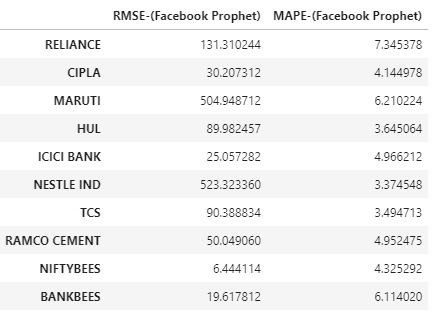 RMSE-(Facebook Prophet) MAPE-(Facebook Prophet)
RELIANCE 131.310244 7.345378
CIPLA 30.207312 4.144978
MARUTI 504.948712 6.210224
HUL 89.982457 3.645064
ICICI BANK 25.057282 4.966212
NESTLE IND 523.323360 3.374548
TCS 90.388834 3.494713
RAMCO CEMENT 50.049060 4.952475
NIFTYBEES 6.444114 4.325292
BANKBEES 19.617812 6.114020